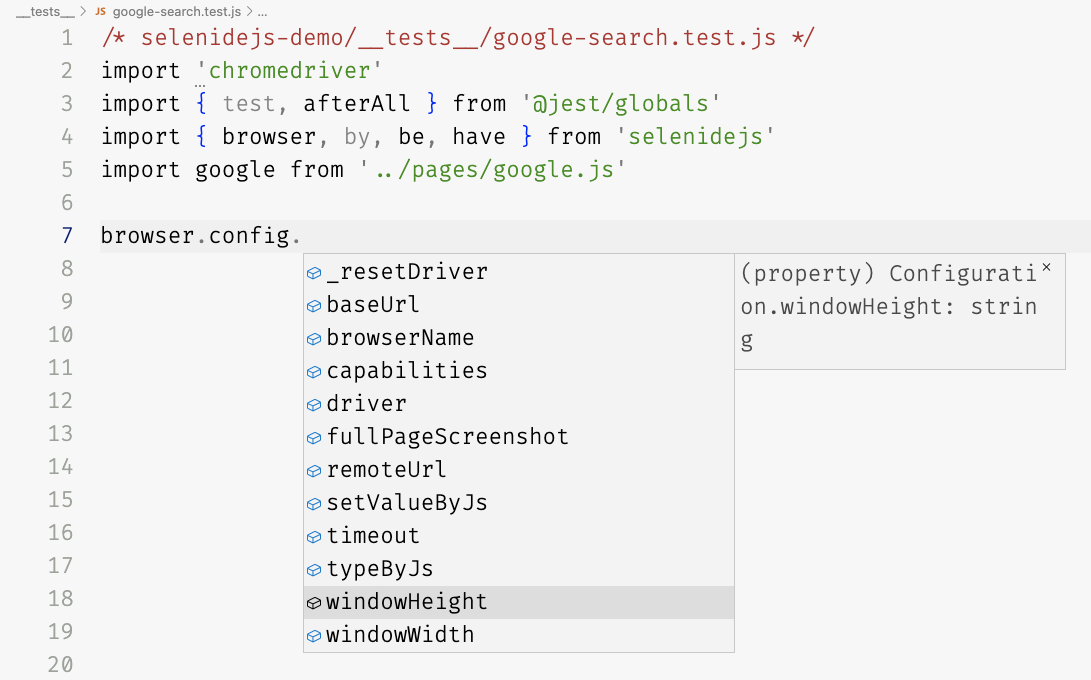 __tests__ > JS google-search.test.js > ...
1 /* selenidejs-demo/__tests__/google-search.test.js */
2 import 'chromedriver'
3 import { test, afterAll } from '@jest/globals'
4 import { browser, by, be, have } from 'selenidejs'
5 import google from '../pages/google.js'
6
7 browser.config.
8 _resetDriver (property) Configurati×
9 baseUrl on.windowHeight: strin
10 browserName g
11 capabilities
12 driver
13 fullPageScreenshot
14 remoteUrl
15 setValueByJs
16 timeout
17 typeByJs
18 windowHeight
19 windowWidth
20